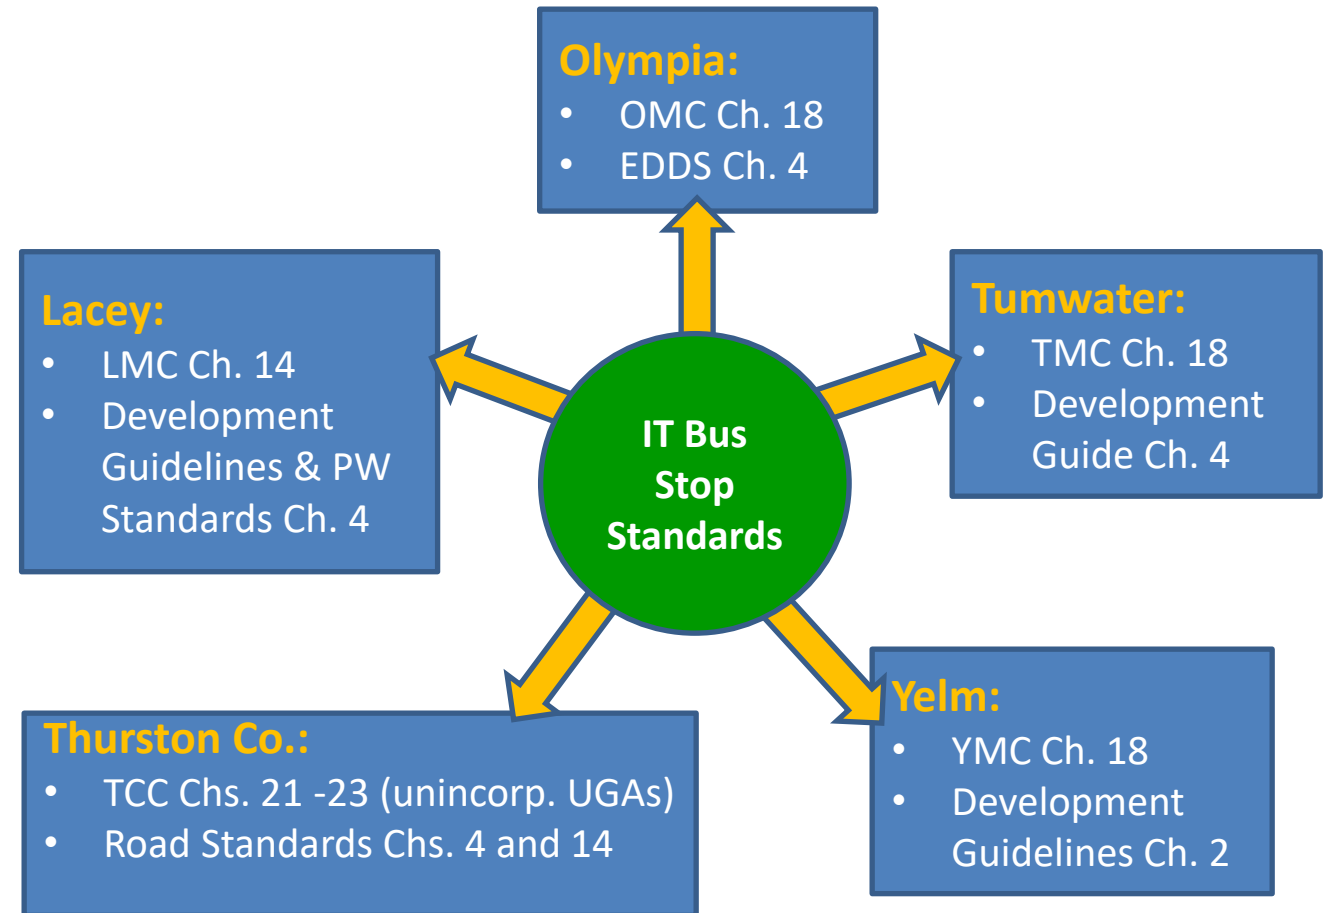 Olympia:
• OMC Ch. 18
• EDDS Ch. 4
Lacey:
• LMC Ch. 14
• Development
Guidelines & PW
Standards Ch. 4
Tumwater:
• TMC Ch. 18
• Development
Guide Ch. 4
IT Bus
Stop
Standards
Thurston Co.:
• TCC Chs. 21 -23 (unincorp. UGAs)
• Road Standards Chs. 4 and 14
Yelm:
• YMC Ch. 18
• Development
Guidelines Ch. 2